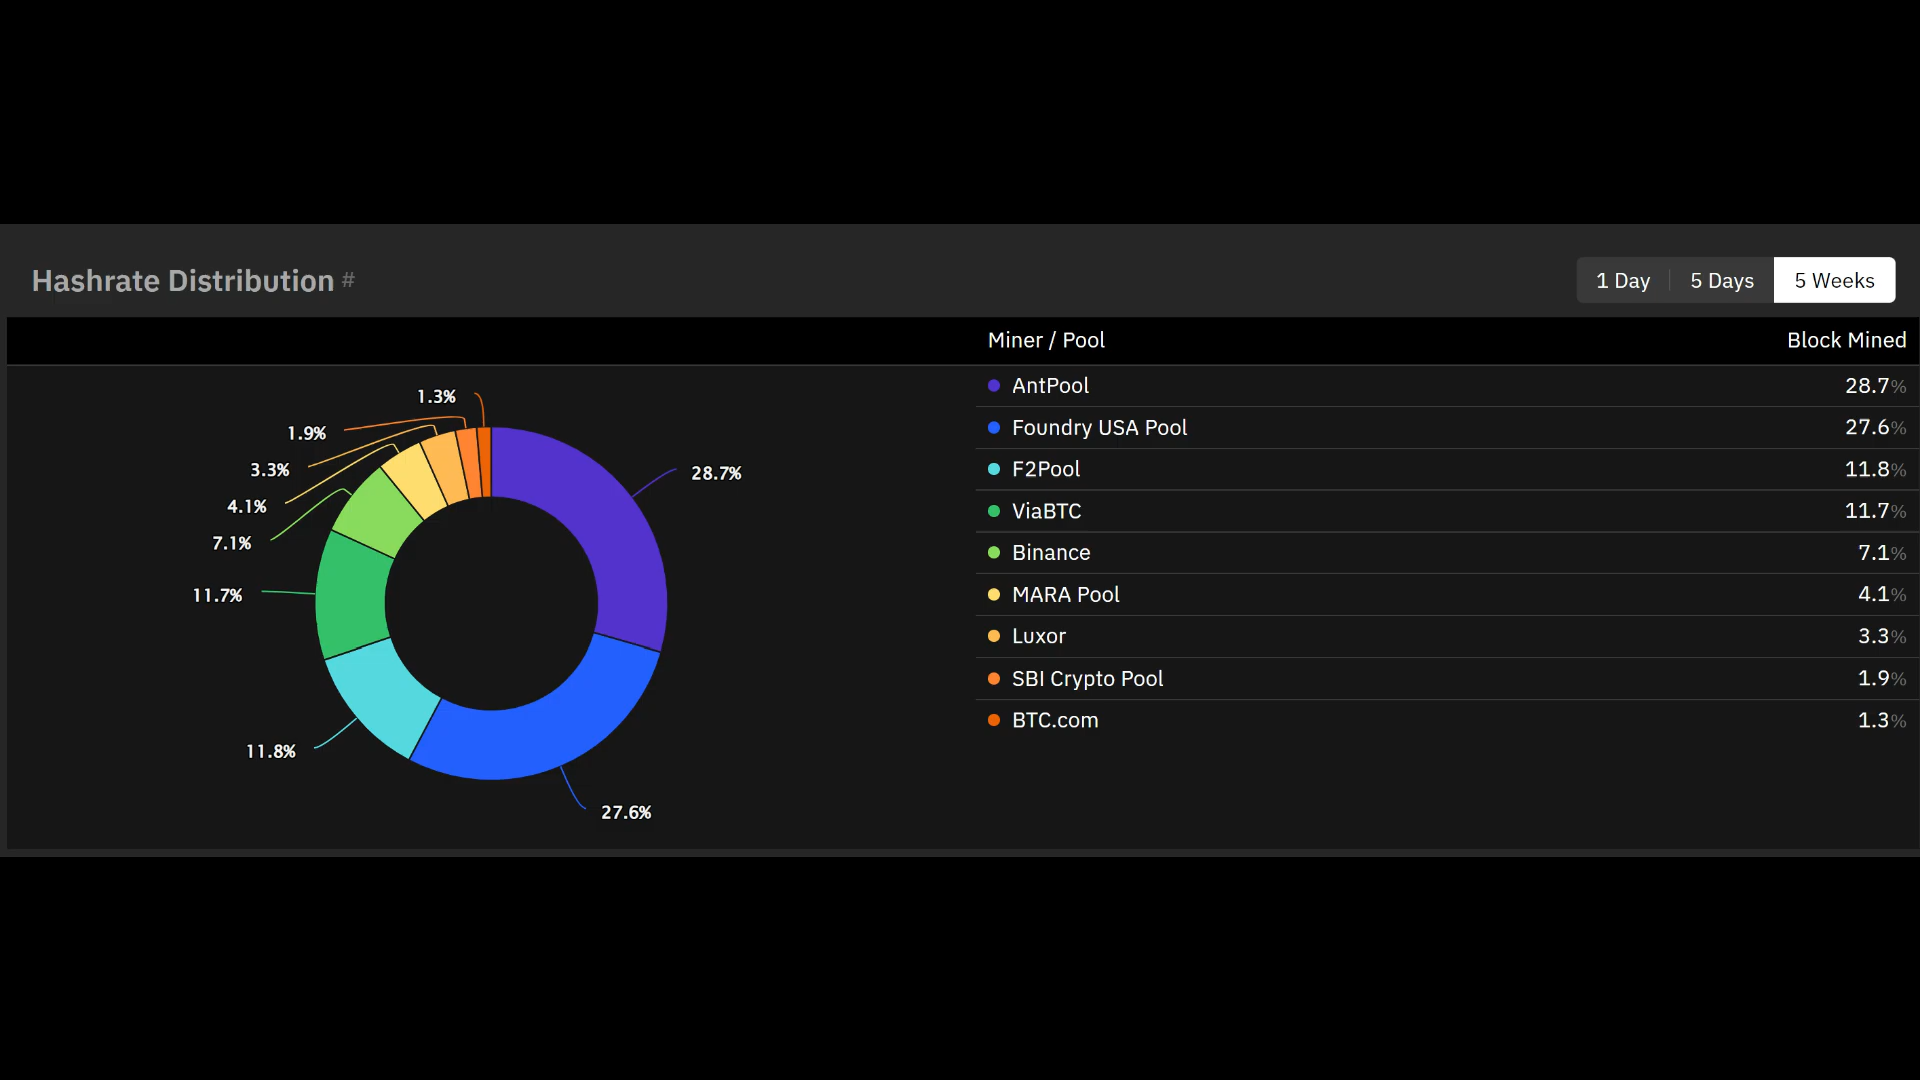 Hashrate Distribution #
1 Day 5 Days 5 Weeks
Miner / Pool Block Mined
AntPool 28.7%
Foundry USA Pool 27.6%
F2Pool 11.8%
ViaBTC 11.7%
Binance 7.1%
MARA Pool 4.1%
Luxor 3.3%
SBI Crypto Pool 1.9%
BTC.com 1.3%
1.3%
1.9%
3.3%
28.7%
4.1%
7.1%
11.7%
11.8%
27.6%